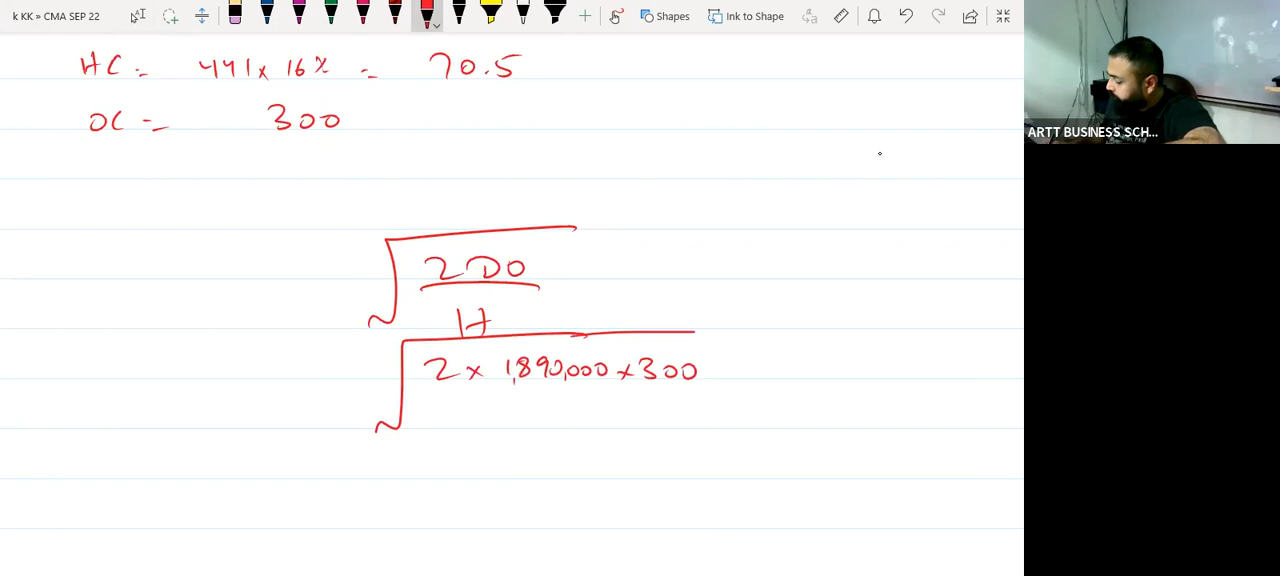 k KK » CMA SEP 22
Shapes
Ink to Shape
HC = 441 x 16% = 70.5
OC = 300
ARTT BUSINESS SCH...
√ 2DO
H
√ 2 x 1,890,000 x 300